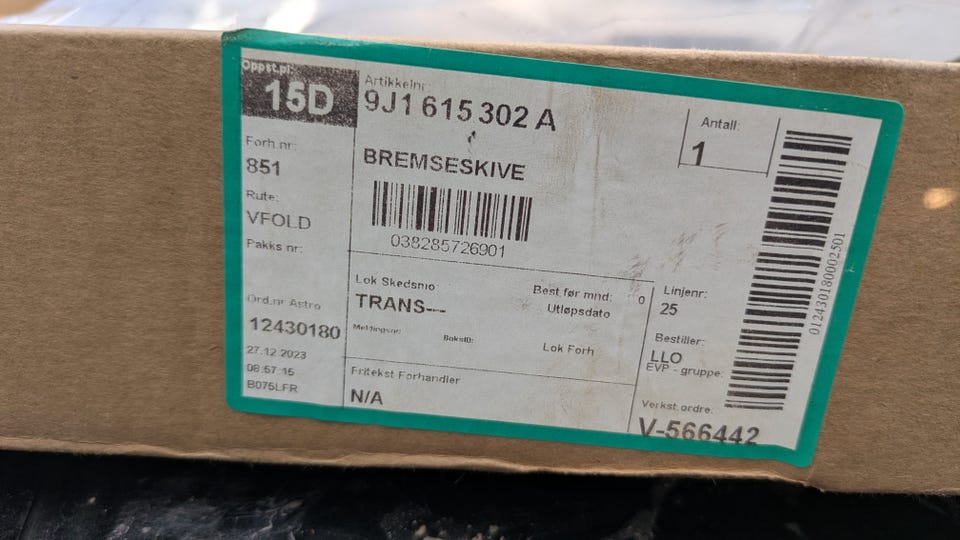 Oppst.pl:
15D
Artikkelnr:
9J1 615 302 A
Antall:
1
Forh.nr:
851
BREMSESKIVE
Rute:
VFOLD
038285726901
Pakks nr:
Lok Skedsmo
TRANS---
Best før mnd: 0
Utløpsdato
Linjenr:
25
Ord.nr Astro
12430180
Meldingsnr:
BoksID:
Lok Forh
Bestiller:
LLO
EVP - gruppe:
27.12.2023
08:57:15
B075LFR
Fritekst Forhandler
N/A
Verkst.ordre:
V-566442
012430180002501